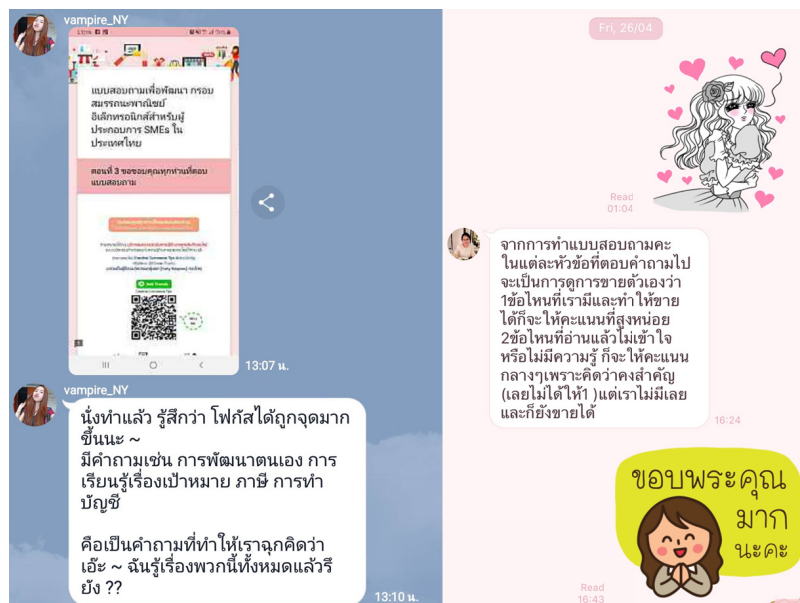 vampire_NY
แบบสอบถามเพื่อพัฒนา กรอบ
สมรรถนะพาณิชย์
อิเล็กทรอนิกส์สำหรับผู้
ประกอบการ SMEs ใน
ประเทศไทย
ตอนที่ 3 ขอขอบคุณทุกท่านที่ตอบ
แบบสอบถาม
Add friends
13:07 น.
vampire_NY
นั่งทำแล้ว รู้สึกว่า โฟกัสได้ถูกจุดมาก
ขึ้นนะ ~
มีคำถามเช่น การพัฒนาตนเอง การ
เรียนรู้เรื่องเป้าหมาย ภาษี การทำ
บัญชี
คือเป็นคำถามที่ทำให้เราฉุกคิดว่า
เอ๊ะ ~ ฉันรู้เรื่องพวกนี้ทั้งหมดแล้วรึ
ยัง ??
13:10 น.
Fri, 26/04
Read
01:04
จากการทำแบบสอบถามคะ
ในแต่ละหัวข้อที่ตอบคำถามไป
จะเป็นการดูการขายตัวเองว่า
1ข้อไหนที่เรามีและทำให้ขาย
ได้ก็จะให้คะแนนที่สูงหน่อย
2ข้อไหนที่อ่านแล้วไม่เข้าใจ
หรือไม่มีความรู้ ก็จะให้คะแนน
กลางๆเพราะคิดว่าคงสำคัญ
(เลยไม่ได้ให้1 )แต่เราไม่มีเลย
และก็ยังขายได้
16:24
ขอบพระคุณ
มาก
นะคะ
Read
16:43